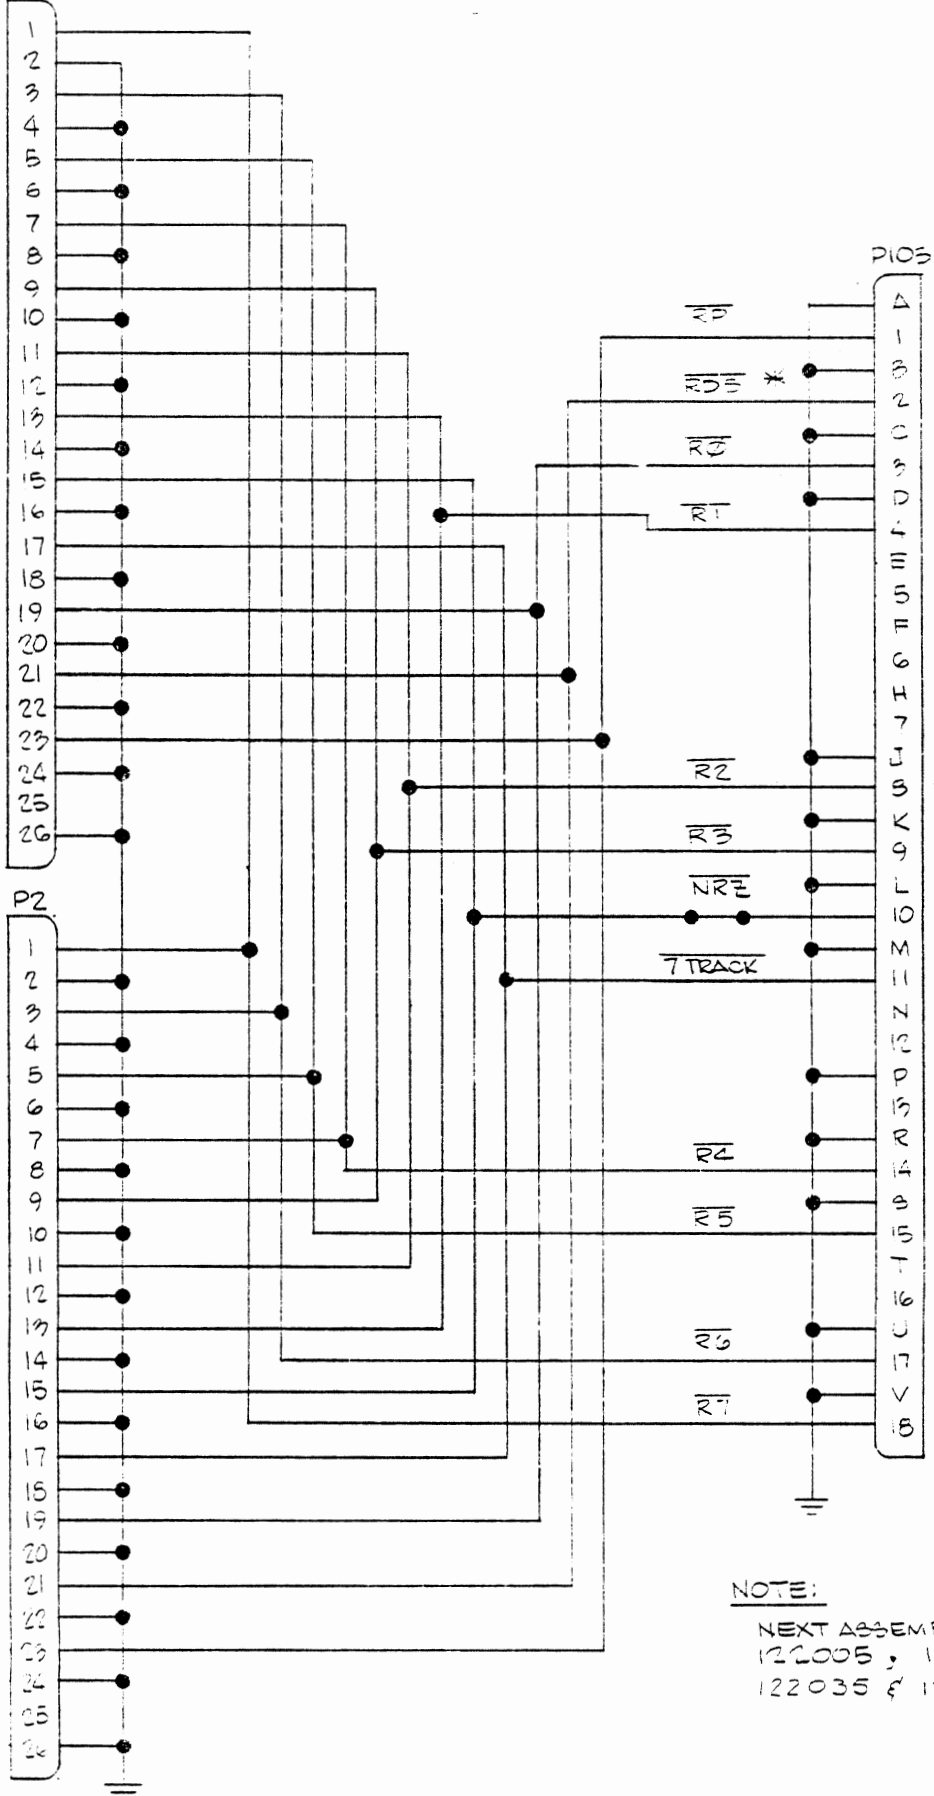 1
2
3
4
5
6
7
8
9
10
11
12
13
14
15
16
17
18
19
20
21
22
23
24
25
26
P2
1
2
3
4
5
6
7
8
9
10
11
12
13
14
15
16
17
18
19
20
21
22
23
24
25
26
RP
RDS *
RØ
R1
R2
R3
NRZ
7 TRACK
R4
R5
R6
R7
P103
A
1
B
2
C
3
D
4
E
5
F
6
H
7
J
8
K
9
L
10
M
11
N
12
P
13
R
14
S
15
T
16
U
17
V
18
NOTE:
NEXT
122005,
122035 &